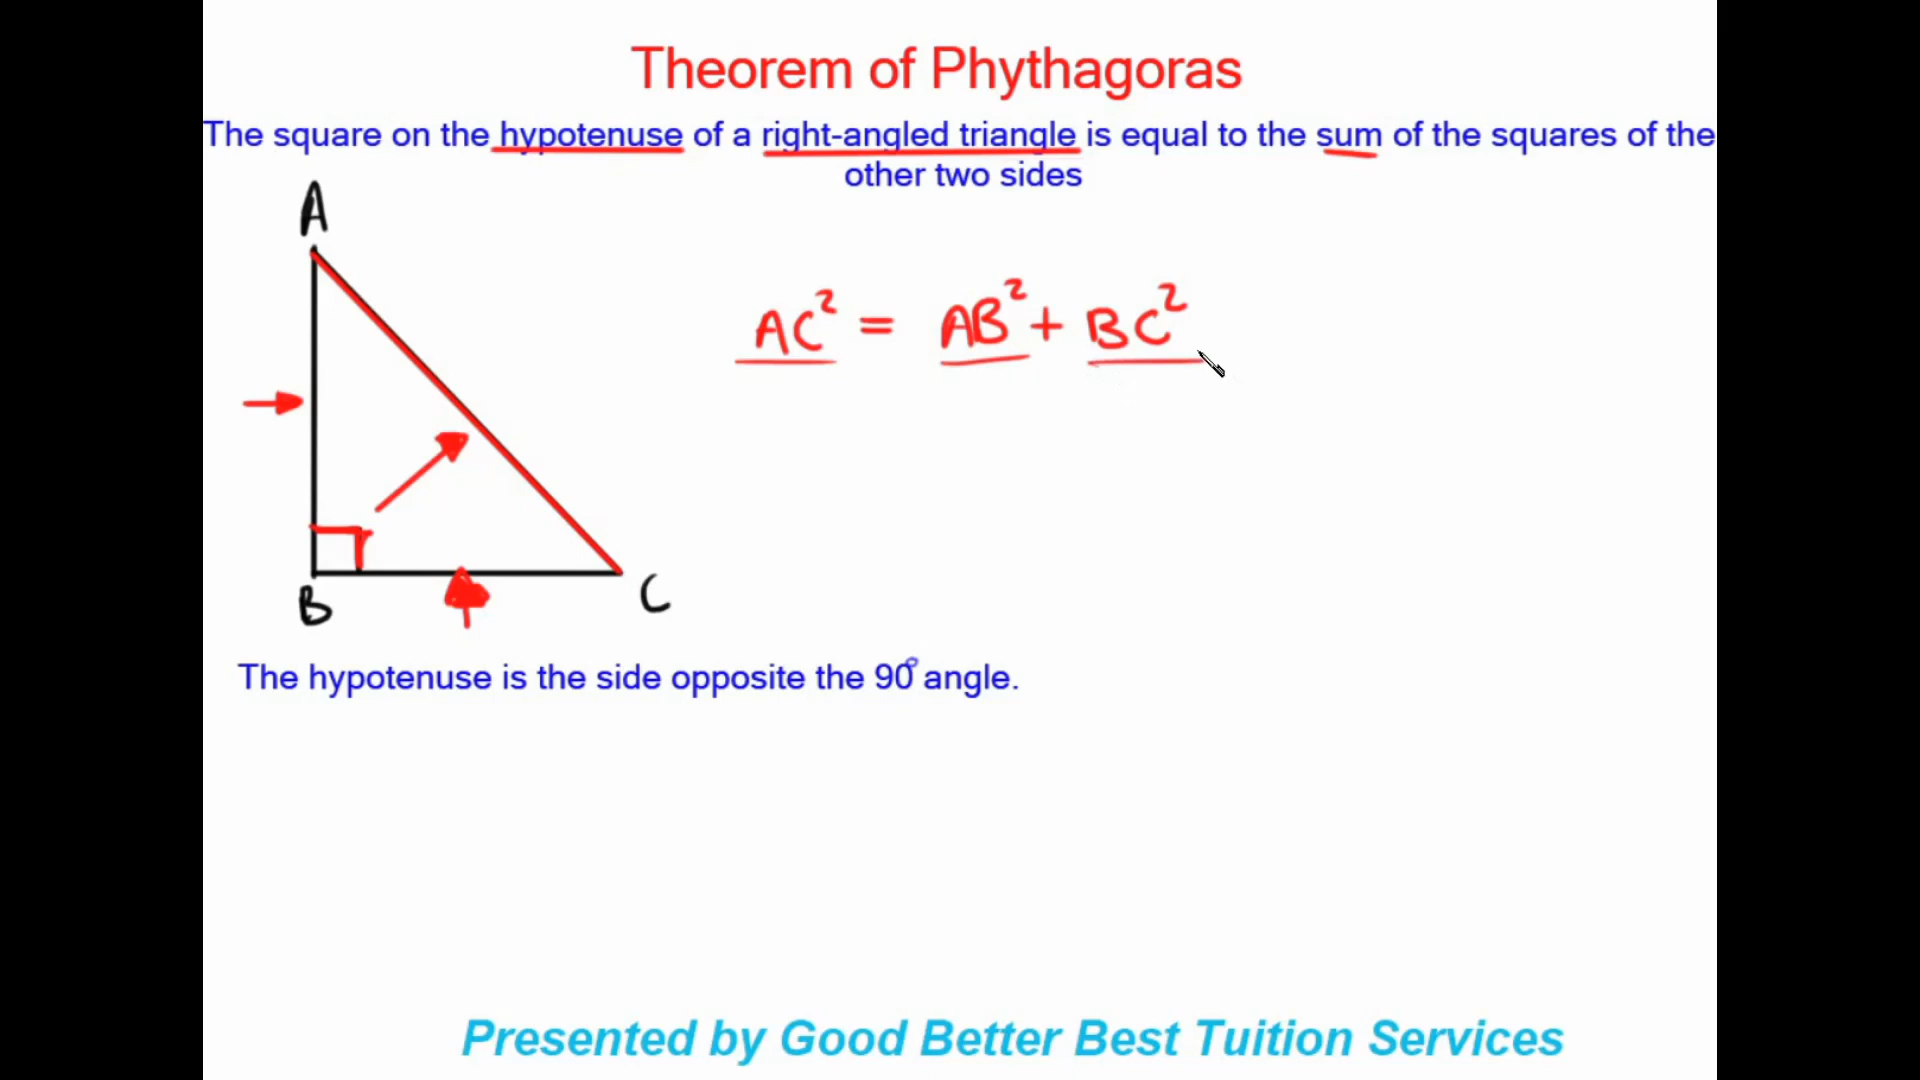 Theorem of Phythagoras
The square on the hypotenuse of a right-angled triangle is equal to the sum of the squares of the
other two sides
A
AC² = AB² + BC²
B
C
The hypotenuse is the side opposite the 90° angle.
Presented by Good Better Best Tuition Services